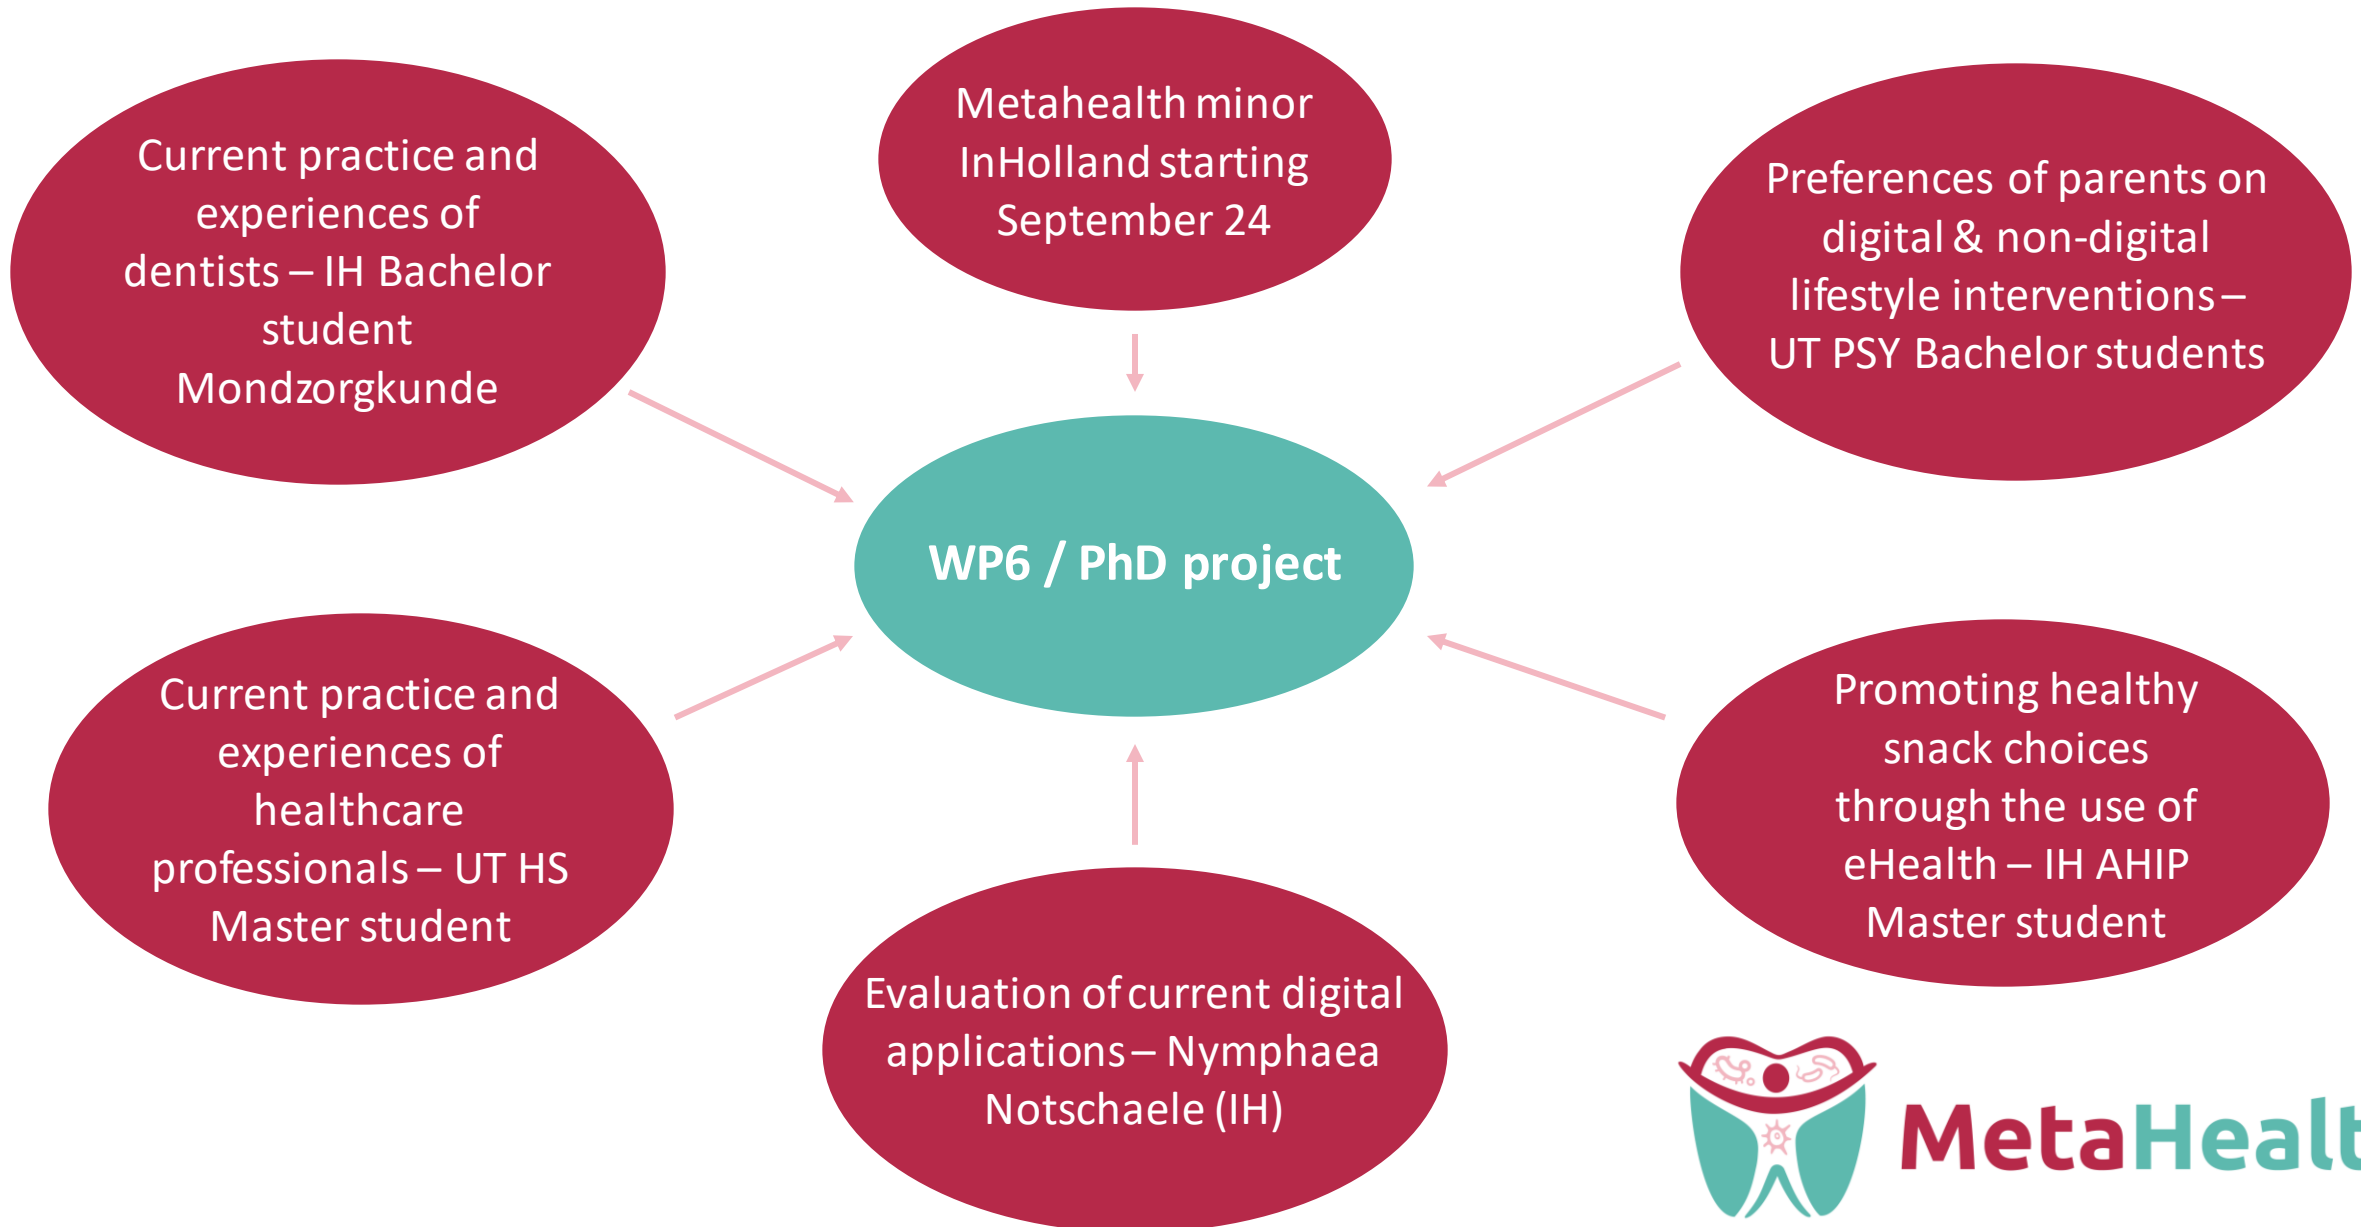 Current practice and
experiences of
dentists – IH Bachelor
student
Mondzorgkunde
Metahealth minor
InHolland starting
September 24
Preferences of parents on
digital & non-digital
lifestyle interventions –
UT PSY Bachelor students
WP6 / PhD project
Current practice and
experiences of
healthcare
professionals – UT HS
Master student
Evaluation of current digital
applications – Nymphaea
Notschaele (IH)
Promoting healthy
snack choices
through the use of
eHealth – IH AHIP
Master student
MetaHealt